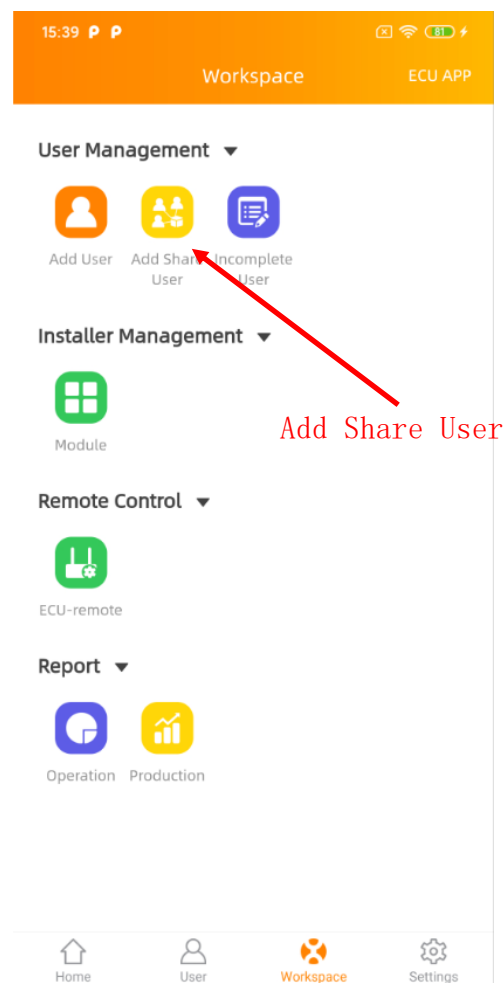 15:39 P P 81
Workspace ECU APP
User Management
Add User Add Share Incomplete
User User
Installer Management
Module
Add Share User
Remote Control
ECU-remote
Report
Operation Production
Home User Workspace Settings